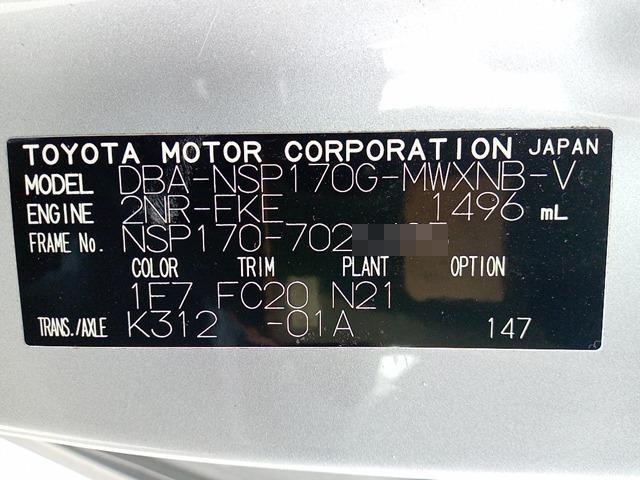 TOYOTA MOTOR CORPORATION JAPAN
MODEL DBA-NSP170G-MWXNB-V
ENGINE 2NR-FKE 1496 mL
FRAME No. NSP170-702
COLOR TRIM PLANT OPTION
1F7 FC20 N21
TRANS./AXLE K312 -01A 147